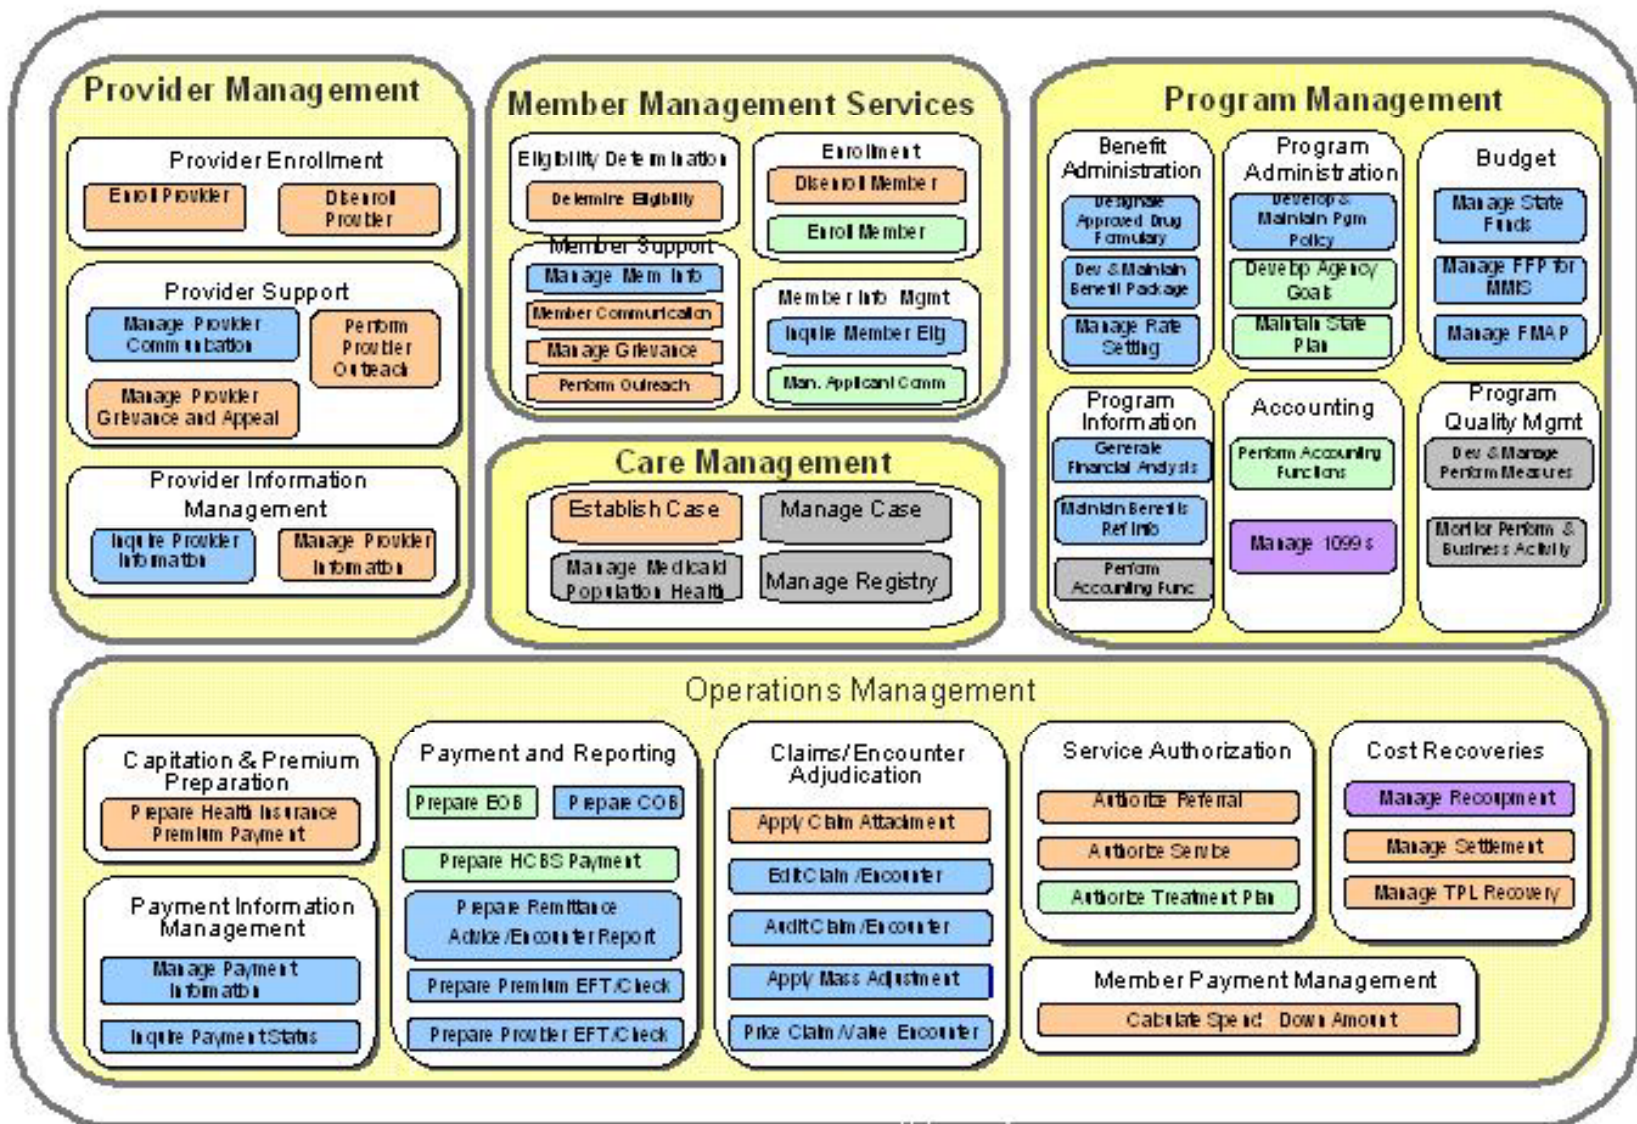 Provider Management
Provider Enrollment
Enroll Provider
Disenroll
Provider
Provider Support
Manage Provider
Communication
Perform
Provider
Outreach
Manage Provider
Grievance and Appeal
Provider Information
Management
Inquire Provider
Information
Manage Provider
Information
Member Management Services
Eligibility Determination
Determine Eligibility
Member Support
Manage Mem Info
Member Communication
Manage Grievance
Perform Outreach
Enrollment
Disenroll Member
Enroll Member
Member Info Mgmt
Inquire Member Elig
Man. Applicant Comm
Care Management
Establish Case
Manage Case
Manage Medicaid
Population Health
Manage Registry
Program Management
Benefit
Administration
Designate
Approved Drug
Formulary
Dev & Maintain
Benefit Package
Manage Rate
Setting
Program
Administration
Develop &
Maintain Pgm
Policy
Develop Agency
Goals
Maintain State
Plan
Budget
Manage State
Funds
Manage FFP for
MMIS
Manage FMAP
Program
Information
Generate
Financial Analysis
Maintain Benefits
Ref Info
Perform
Accounting Func
Accounting
Perform Accounting
Functions
Manage 1099 s
Program
Quality Mgmt
Dev & Manage
Perform Measures
Monitor Perform &
Business Activity
Operations Management
Capitation & Premium
Preparation
Prepare Health Insurance
Premium Payment
Payment Information
Management
Manage Payment
Information
Inquire Payment Status
Payment and Reporting
Prepare EOB
Prepare COB
Prepare HCBS Payment
Prepare Remittance
Advice/Encounter Report
Prepare Premium EFT/Check
Prepare Provider EFT/Check
Claims/Encounter
Adjudication
Apply Claim Attachment
Edit Claim/Encounter
Audit Claim/Encounter
Apply Mass Adjustment
Price Claim/Value Encounter
Service Authorization
Authorize Referral
Authorize Service
Authorize Treatment Plan
Cost Recoveries
Manage Recoupment
Manage Settlement
Manage TPL Recovery
Member Payment Management
Calculate Spend Down Amount